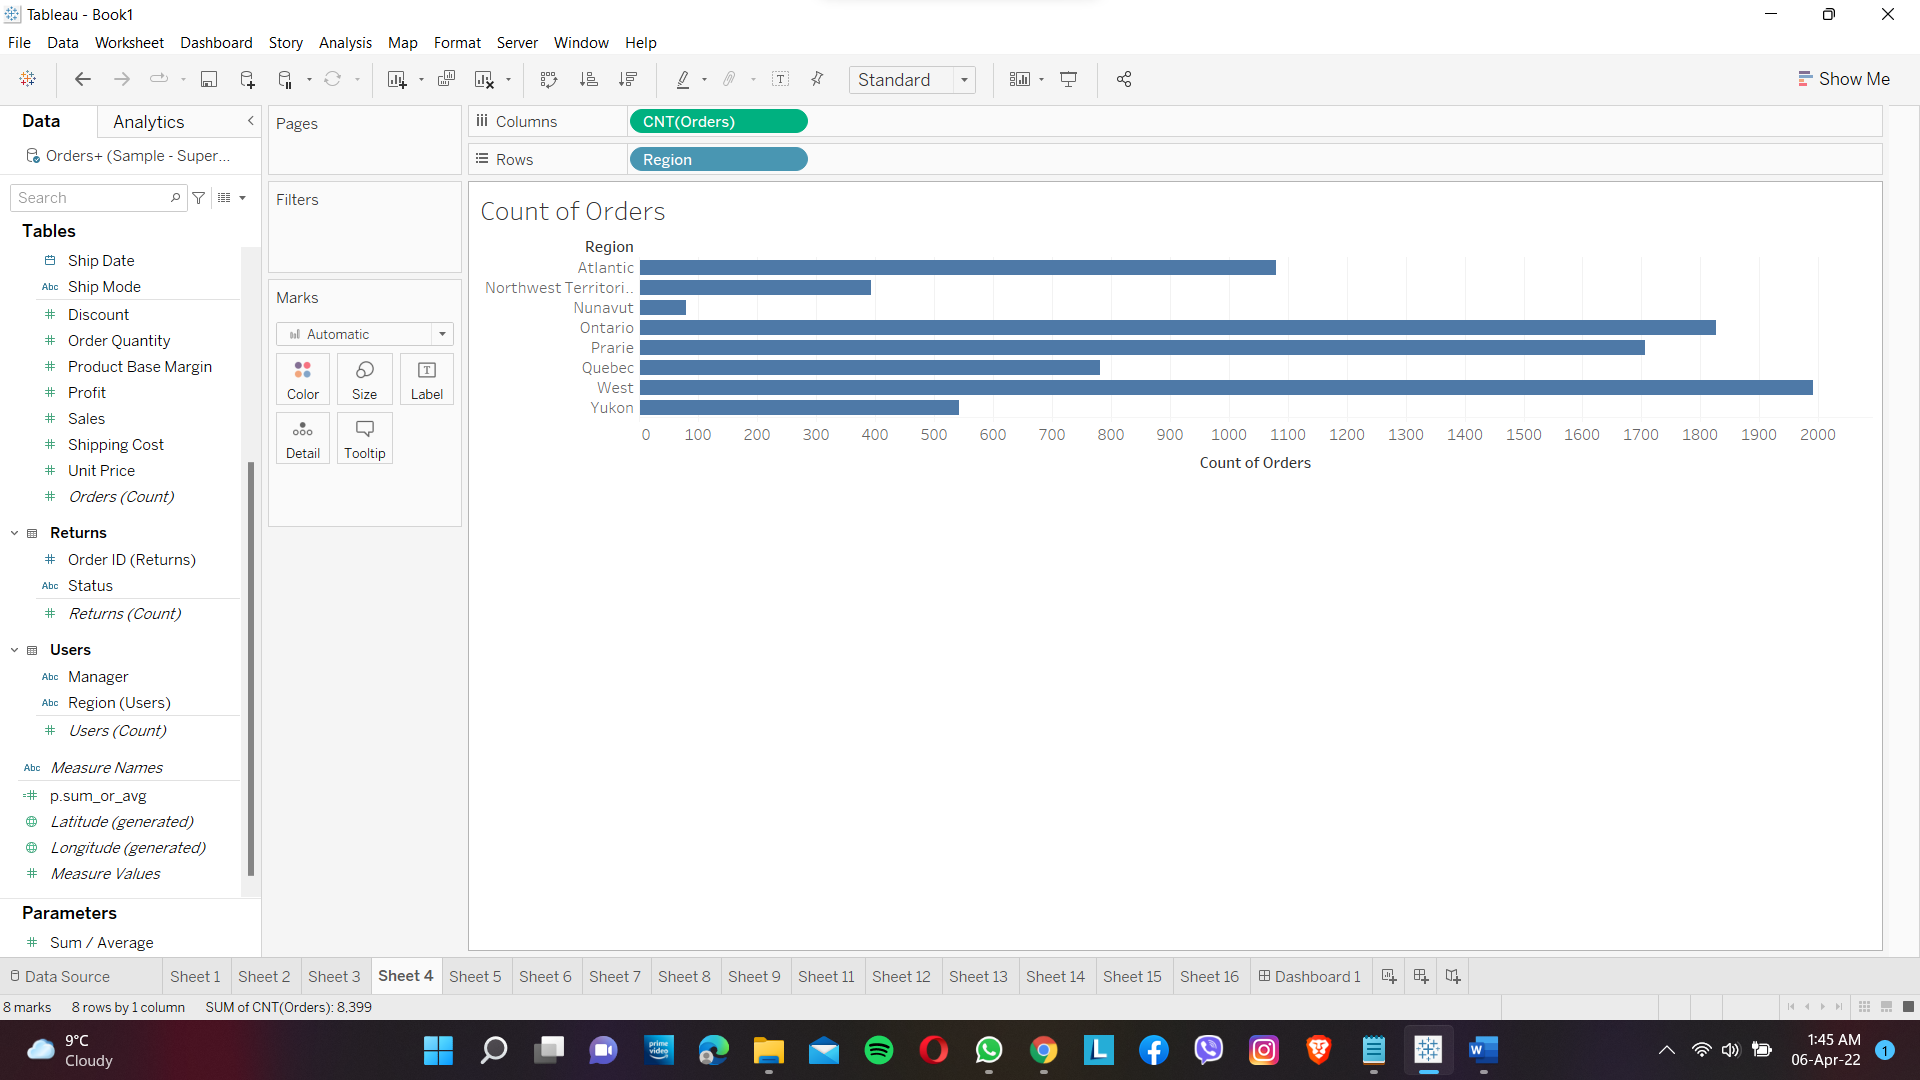 Tableau - Book1
File Data Worksheet Dashboard Story Analysis Map Format Server Window Help
Standard
Show Me
Data
Analytics
Orders+ (Sample - Super...
Search
Tables
Ship Date
Abc Ship Mode
Discount
Order Quantity
Product Base Margin
Profit
Sales
Shipping Cost
Unit Price
Orders (Count)
Returns
Order ID (Returns)
Abc Status
Returns (Count)
Users
Abc Manager
Abc Region (Users)
Users (Count)
Abc Measure Names
p.sum_or_avg
Latitude (generated)
Longitude (generated)
Measure Values
Parameters
Sum / Average
Pages
Filters
Marks
Automatic
Color Size Label
Detail Tooltip
Columns CNT(Orders)
Rows Region
Count of Orders
Region
Atlantic
Northwest Territori..
Nunavut
Ontario
Prarie
Quebec
West
Yukon
0 100 200 300 400 500 600 700 800 900 1000 1100 1200 1300 1400 1500 1600 1700 1800 1900 2000
Count of Orders
Data Source Sheet 1 Sheet 2 Sheet 3 Sheet 4 Sheet 5 Sheet 6 Sheet 7 Sheet 8 Sheet 9 Sheet 11 Sheet 12 Sheet 13 Sheet 14 Sheet 15 Sheet 16 Dashboard 1
8 marks 8 rows by 1 column SUM of CNT(Orders): 8,399
9°C
Cloudy
prime video
L
W
1:45 AM
06-Apr-22
1